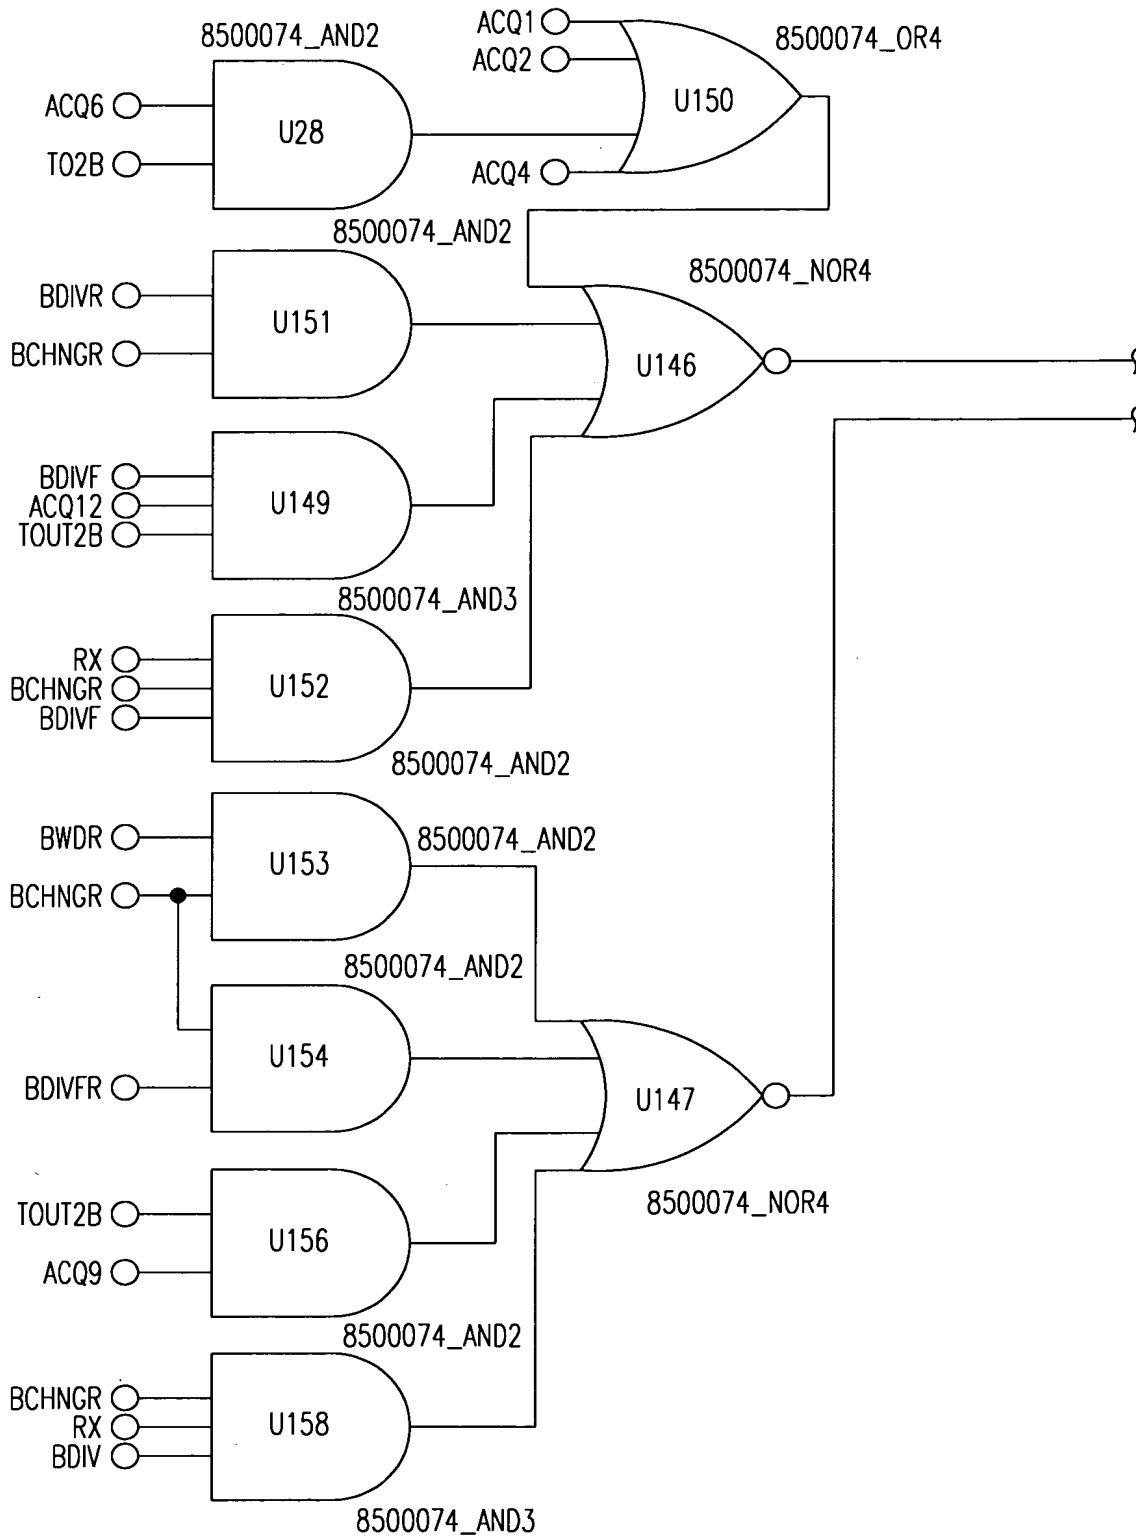 ACQ1
8500074_AND2
8500074_OR4
ACQ2
U150
ACQ6
U28
TO2B
ACQ4
8500074_AND2
8500074_NOR4
BDIVR
U151
BCHNGR
U146
BDIVF
ACQ12
U149
TOUT2B
8500074_AND3
RX
BCHNGR
U152
BDIVF
8500074_AND2
BWDR
8500074_AND2
U153
BCHNGR
8500074_AND2
U154
BDIVFR
U147
8500074_NOR4
TOUT2B
U156
ACQ9
8500074_AND2
BCHNGR
RX
U158
BDIV
8500074_AND3